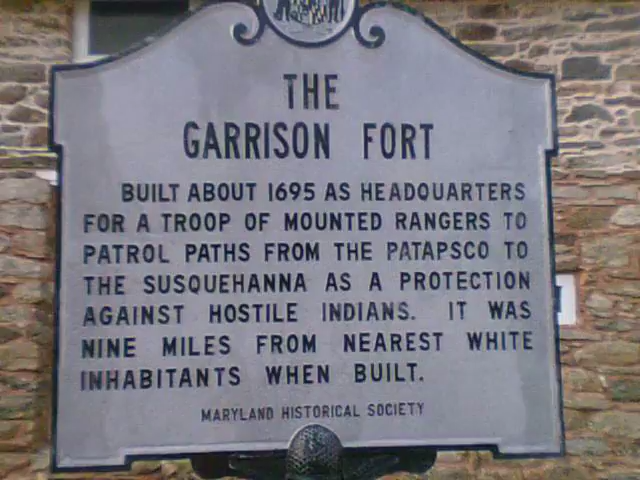 THE
GARRISON FORT
BUILT ABOUT 1695 AS HEADQUARTERS
FOR A TROOP OF MOUNTED RANGERS TO
PATROL PATHS FROM THE PATAPSCO TO
THE SUSQUEHANNA AS A PROTECTION
AGAINST HOSTILE INDIANS. IT WAS
NINE MILES FROM NEAREST WHITE
INHABITANTS WHEN BUILT.
MARYLAND HISTORICAL SOCIETY